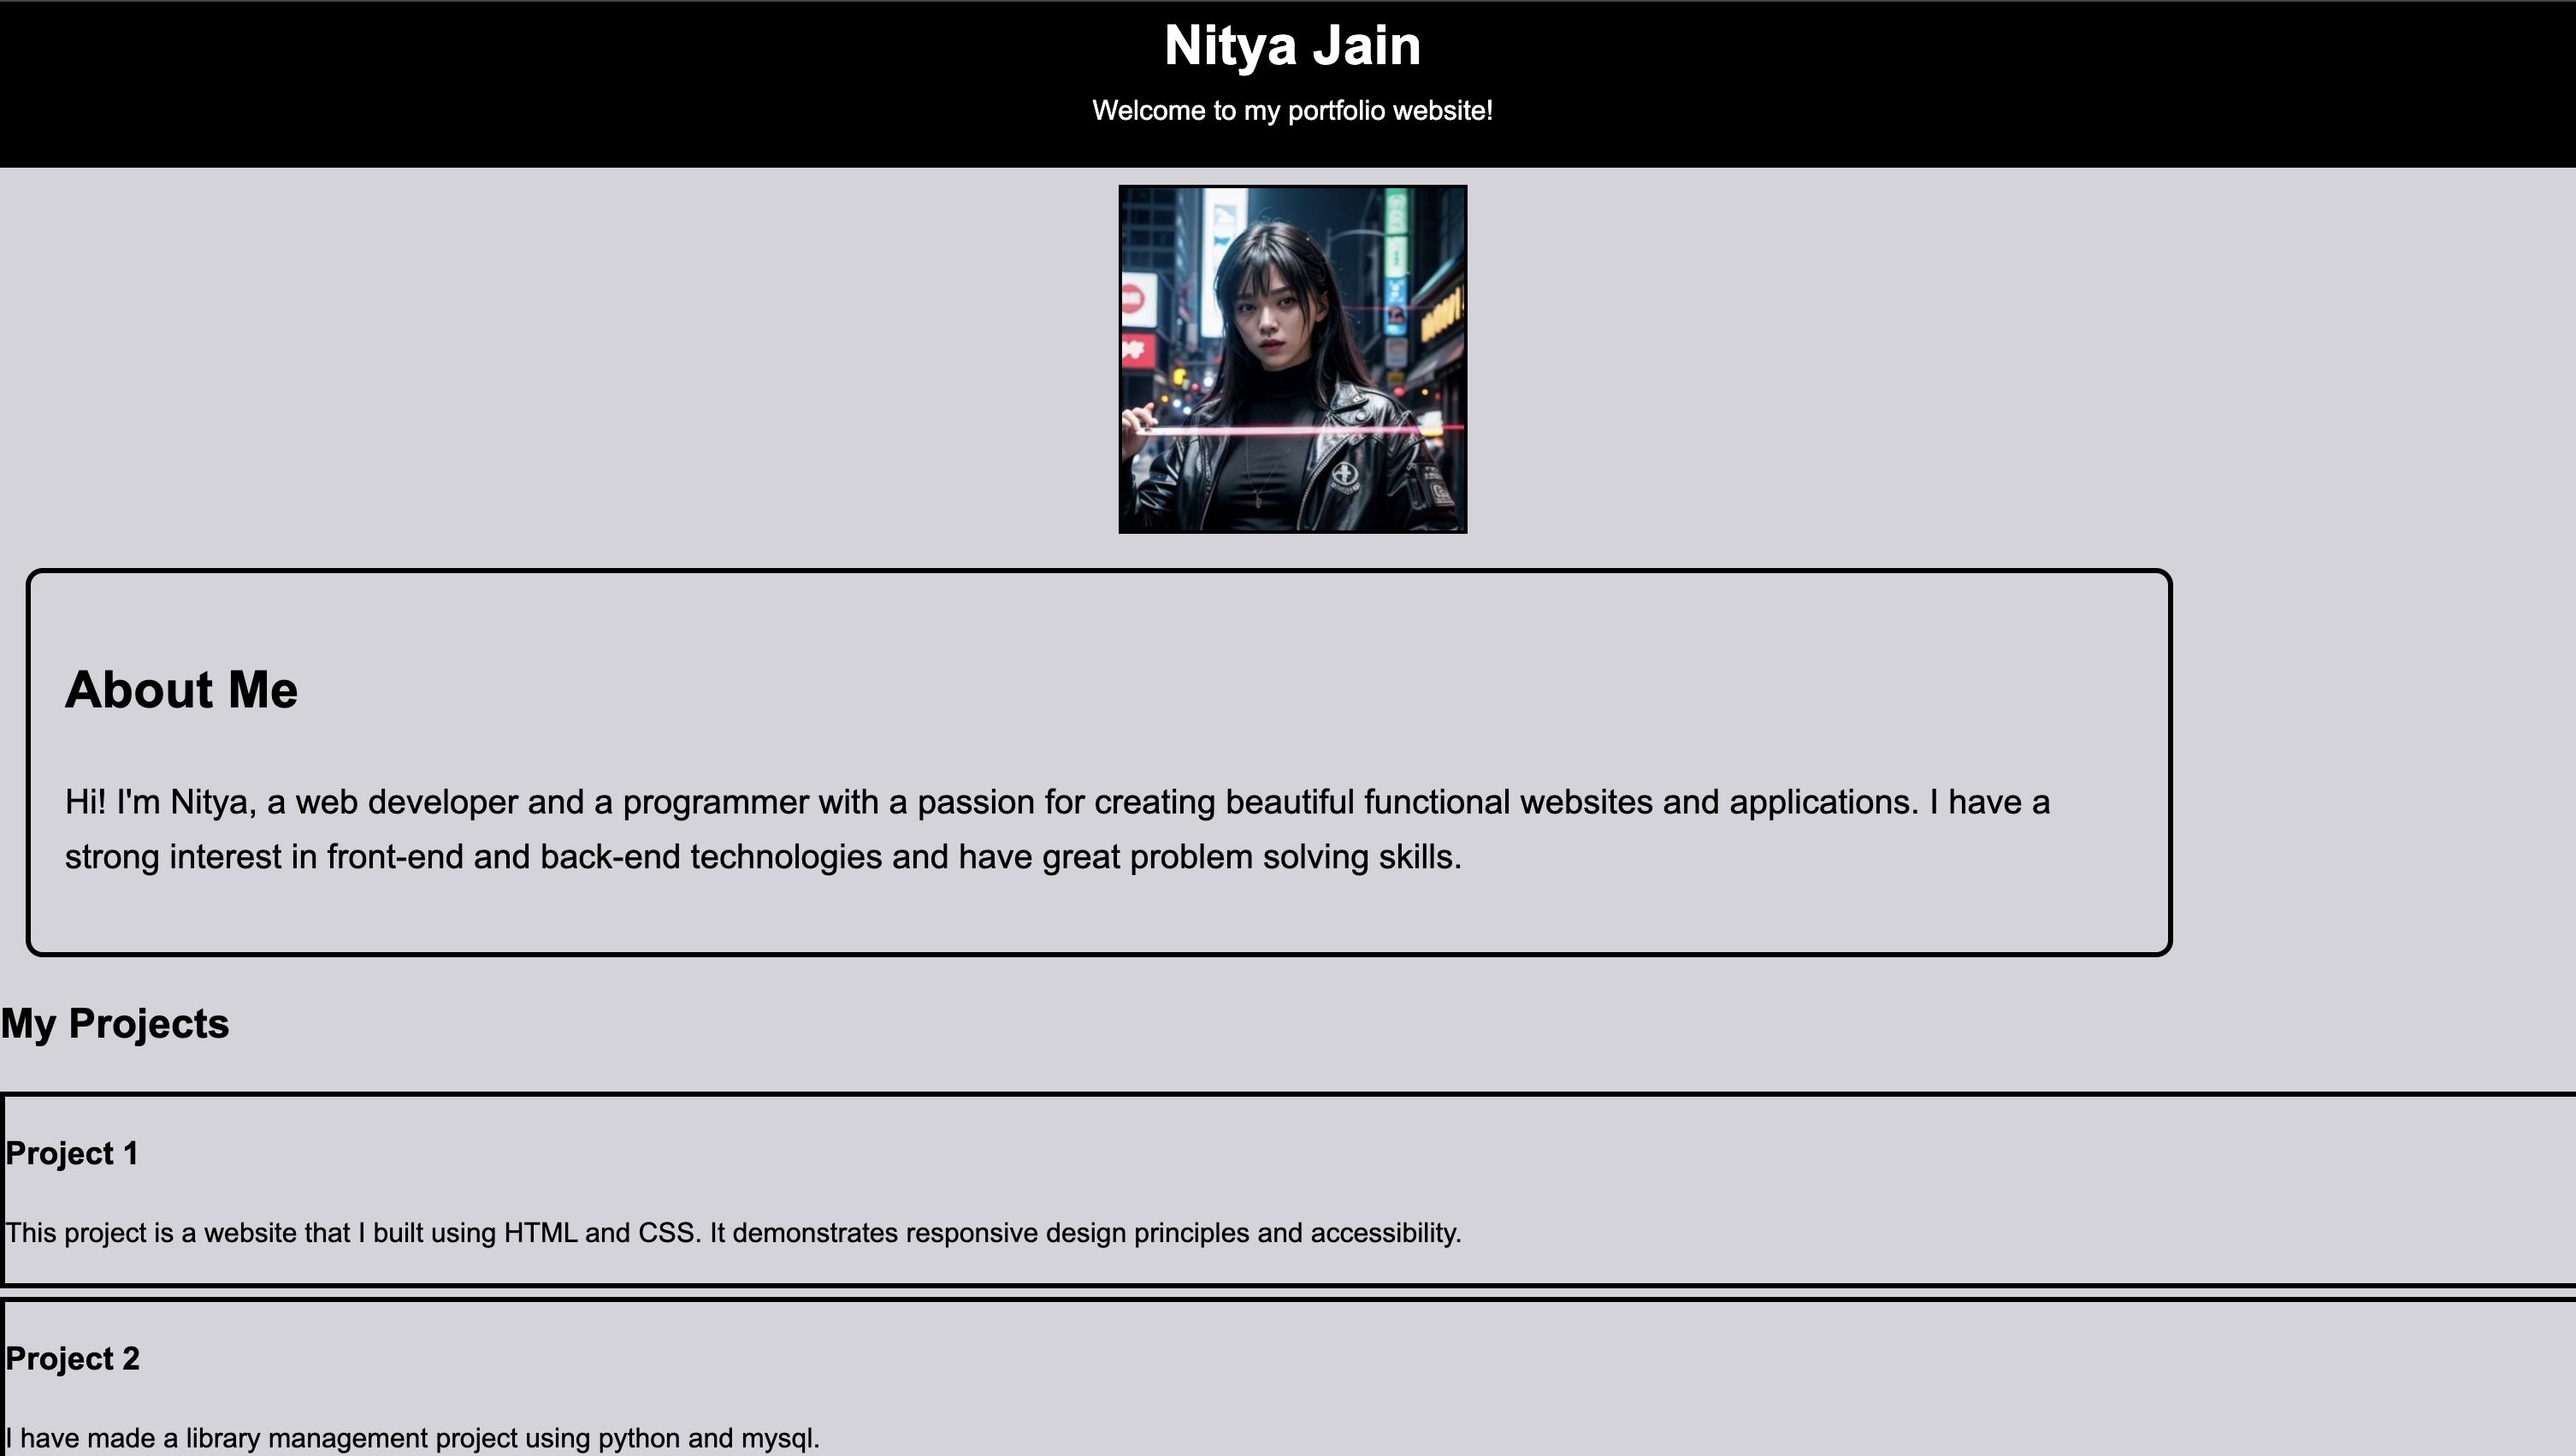 Nitya Jain
Welcome to my portfolio website!
About Me
Hi! I'm Nitya, a web developer and a programmer with a passion for creating beautiful functional websites and applications. I have a
strong interest in front-end and back-end technologies and have great problem solving skills.
My Projects
Project 1
This project is a website that I built using HTML and CSS. It demonstrates responsive design principles and accessibility.
Project 2
I have made a library management project using python and mysql.